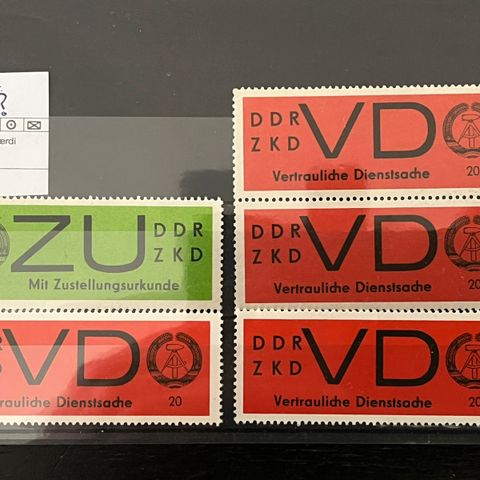 ?
ærdi
ZU DDR
ZKD
Mit Zustellungsurkunde
VD
Vertrauliche Dienstsache 20
DDR VD
ZKD
Vertrauliche Dienstsache 20
DDR VD
ZKD
Vertrauliche Dienstsache 20
DDR VD
ZKD
Vertrauliche Dienstsache 20